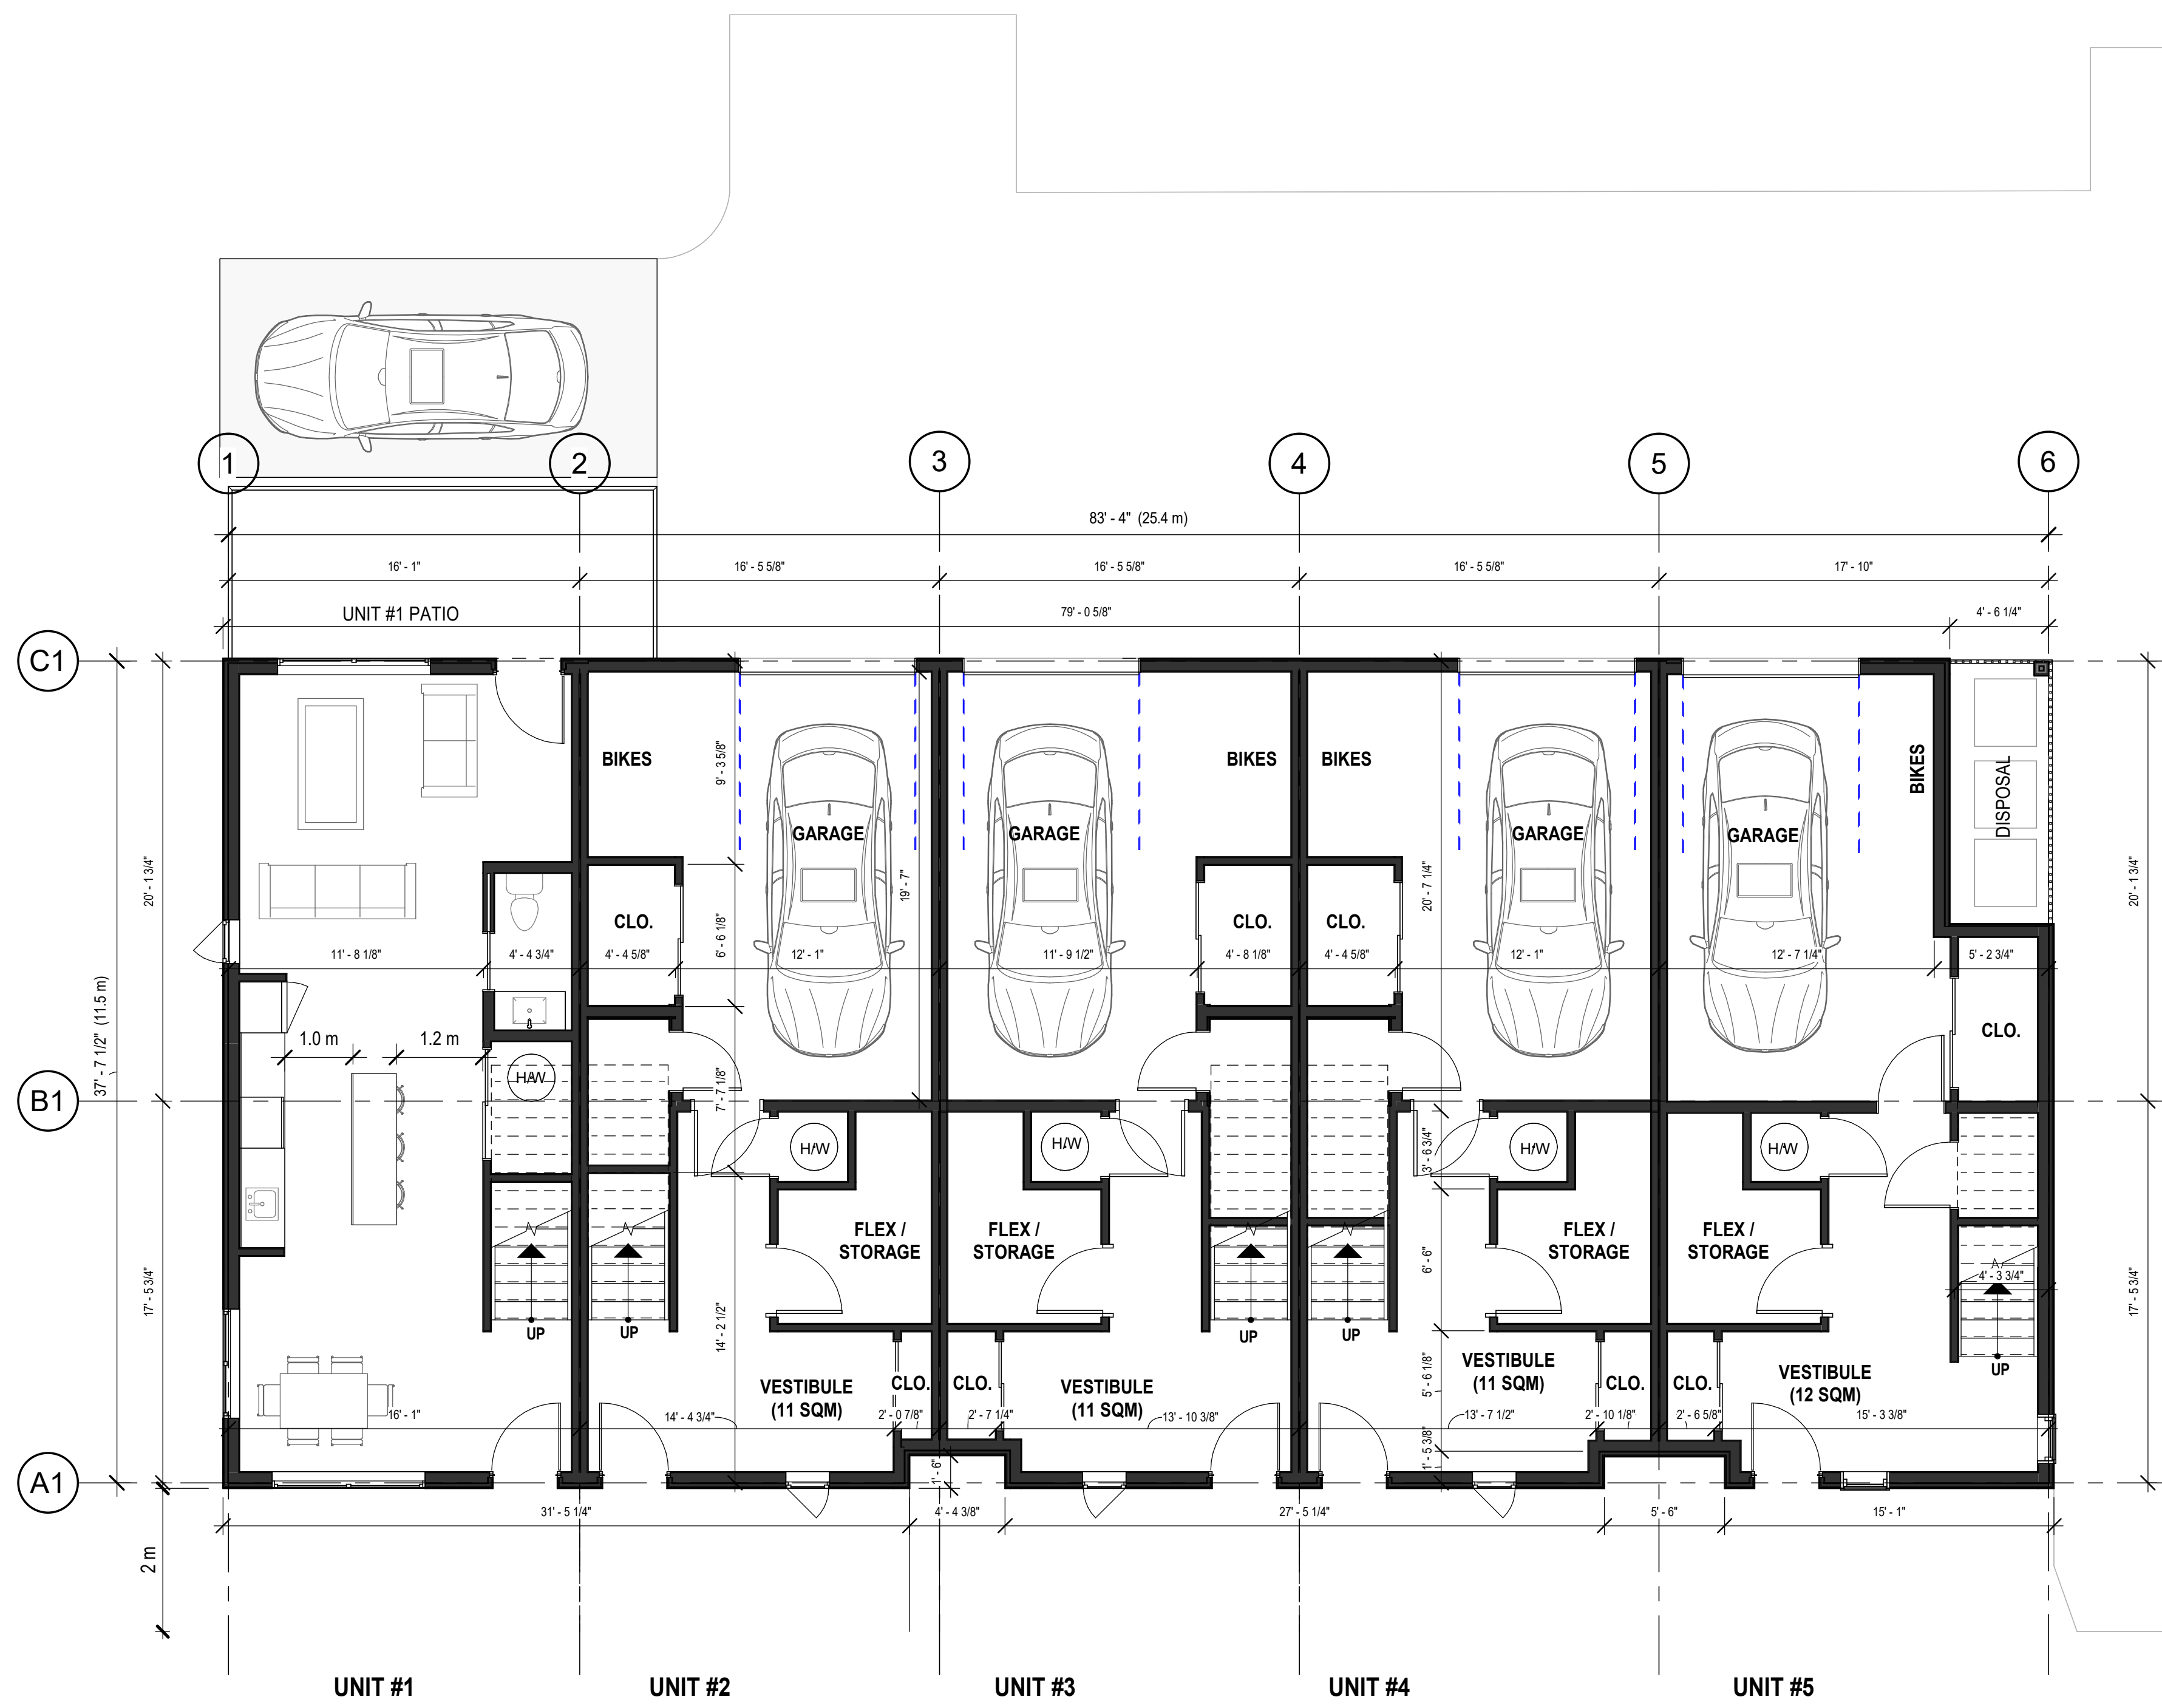 1
2
3
4
5
6
83' - 4" (25.4 m)
16' - 1"
16' - 5 5/8"
16' - 5 5/8"
16' - 5 5/8"
17' - 10"
UNIT #1 PATIO
79' - 0 5/8"
4' - 6 1/4"
C1
BIKES
9' - 3 5/8"
BIKES
BIKES
BIKES
DISPOSAL
GARAGE
GARAGE
GARAGE
GARAGE
20' - 1 3/4"
19' - 7"
20' - 7 1/4"
20' - 1 3/4"
CLO.
6' - 6 1/8"
CLO.
CLO.
11' - 8 1/8"
4' - 4 3/4"
4' - 4 5/8"
12' - 1"
11' - 9 1/2"
4' - 8 1/8"
4' - 4 5/8"
12' - 1"
12' - 7 1/4"
5' - 2 3/4"
37' - 7 1/2" (11.5 m)
1.0 m
1.2 m
CLO.
H/W
7' - 7 1/8"
B1
H/W
H/W
3' - 6 3/4"
H/W
H/W
FLEX /
STORAGE
FLEX /
STORAGE
6' - 6"
FLEX /
STORAGE
FLEX /
STORAGE
17' - 5 3/4"
14' - 2 1/2"
4' - 3 3/4"
17' - 5 3/4"
UP
UP
UP
UP
UP
VESTIBULE
(11 SQM)
CLO.
CLO.
VESTIBULE
(11 SQM)
5' - 6 1/8"
VESTIBULE
(11 SQM)
CLO.
CLO.
VESTIBULE
(12 SQM)
16' - 1"
14' - 4 3/4"
2' - 0 7/8"
2' - 7 1/4"
13' - 10 3/8"
13' - 7 1/2"
2' - 10 1/8"
2' - 6 5/8"
15' - 3 3/8"
1' - 6"
1' - 5 3/8"
A1
31' - 5 1/4"
4' - 4 3/8"
27' - 5 1/4"
5' - 6"
15' - 1"
2 m
UNIT #1
UNIT #2
UNIT #3
UNIT #4
UNIT #5